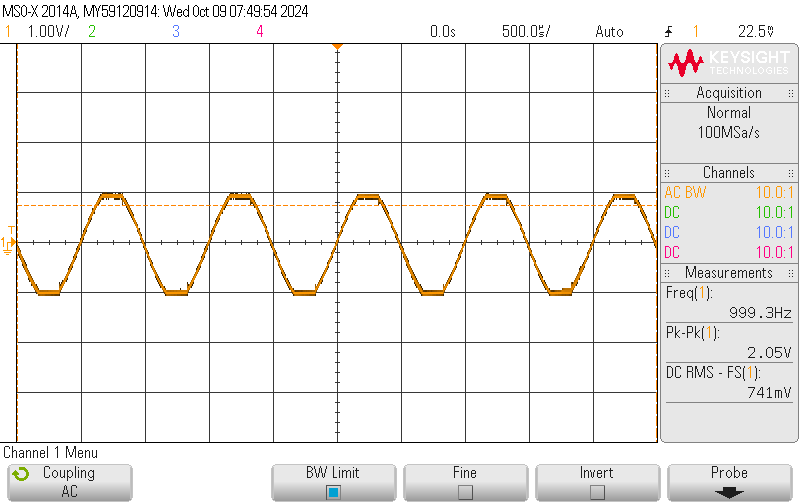 MSO-X 2014A, MY59120914: Wed Oct 09 07:49:54 2024
1 1.00V/ 2 3 4 0.0s 500.0us/ Auto 1 22.5mV
KEYSIGHT
TECHNOLOGIES
Acquisition
Normal
100MSa/s
Channels
AC BW 10.0:1
DC 10.0:1
DC 10.0:1
DC 10.0:1
Measurements
Freq(1):
999.3Hz
Pk-Pk(1):
2.05V
DC RMS - FS(1):
741mV
T
1
Channel 1 Menu
Coupling
AC
BW Limit
Fine
Invert
Probe